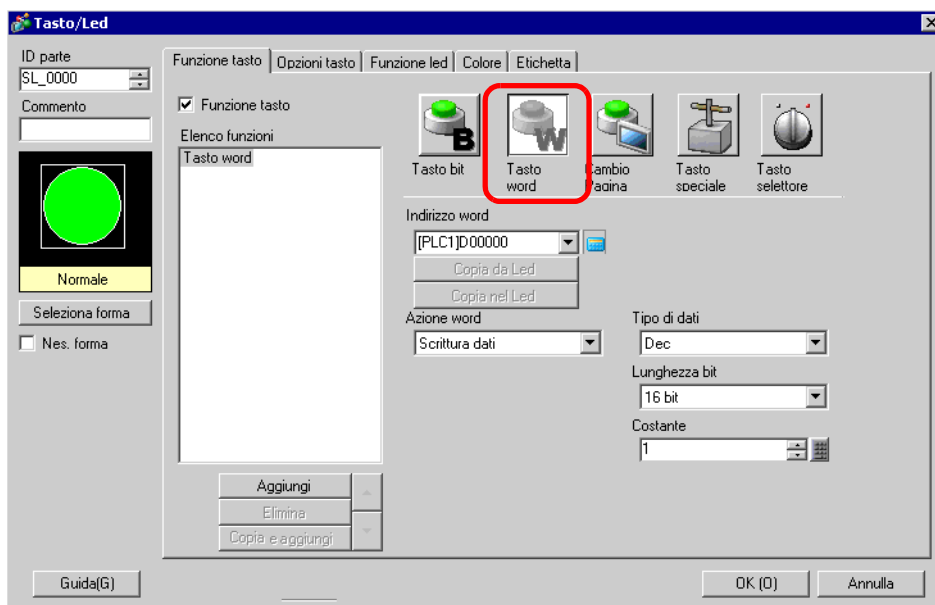 Tasto/Led
ID parte
SL_0000
Commento
Normale
Seleziona forma
Nes. forma
Funzione tasto
Opzioni tasto
Funzione led
Colore
Etichetta
Funzione tasto
Elenco funzioni
Tasto word
Aggiungi
Elimina
Copia e aggiungi
B
W
Tasto bit
Tasto
word
Cambio
Pagina
Tasto
speciale
Tasto
selettore
Indirizzo word
[PLC1]D00000
Copia da Led
Copia nel Led
Azione word
Scrittura dati
Tipo di dati
Dec
Lunghezza bit
16 bit
Costante
1
Guida(G)
OK (O)
Annulla